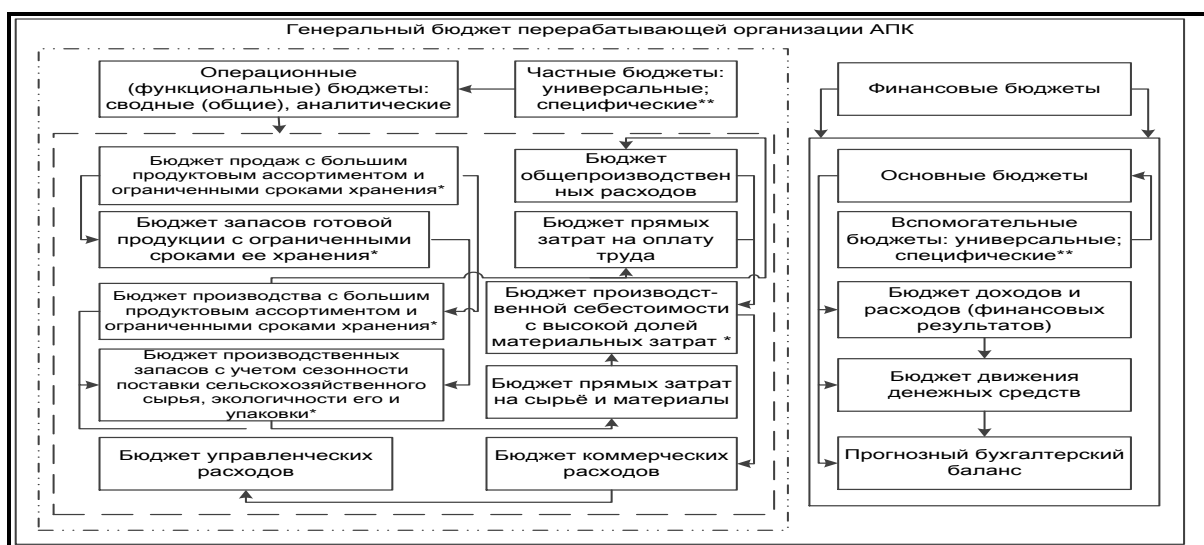 Генеральный бюджет перерабатывающей организации АПК
Операционные
(функциональные) бюджеты:
сводные (общие), аналитические
Частные бюджеты:
универсальные;
специфические**
Финансовые бюджеты
Бюджет продаж с большим
продуктовым ассортимент ом и
ограниченными сроками хранения*
Бюджет запасов готовой
продукции с ограниченными
сроками ее хранения*
Бюджет производства с большим
продуктовым ассортимент ом и
ограниченными сроками хранения*
Бюджет производственных
запасов с учетом сезонности
поставки сельскохозяйственного
сырья, экологичности его и
упаковки*
Бюджет управленческих
расходов
Бюджет
общепроизводствен
ных расходов
Бюджет прямых
затрат на оплату
труда
Бюджет производст-
венной себестоимости
с высокой долей
материальных затрат *
Бюджет прямых затрат
на сырьё и материалы
Бюджет коммерческих
расходов
Основные бюджеты
Вспомогательные
бюджеты: универсальные;
специфические**
Бюджет доходов и
расходов (финансовых
результатов)
Бюджет движения
денежных средств
Прогнозный бухгалтерский
баланс